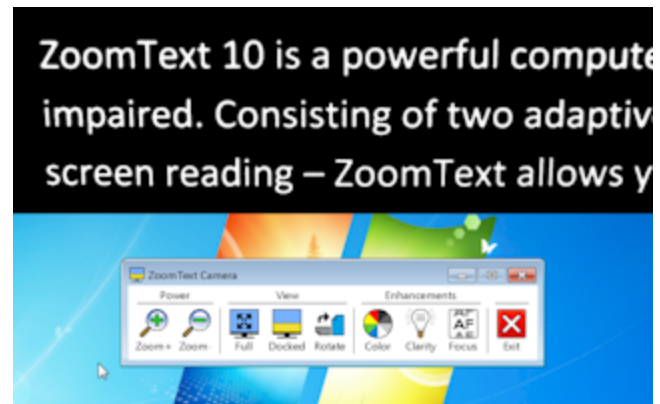 ZoomText 10 is a powerful compute
impaired. Consisting of two adaptiv
screen reading – ZoomText allows y
ZoomText Camera
Power View Enhancements
Zoom+ Zoom- Full Docked Rotate Color Clarity Focus Exit
AF